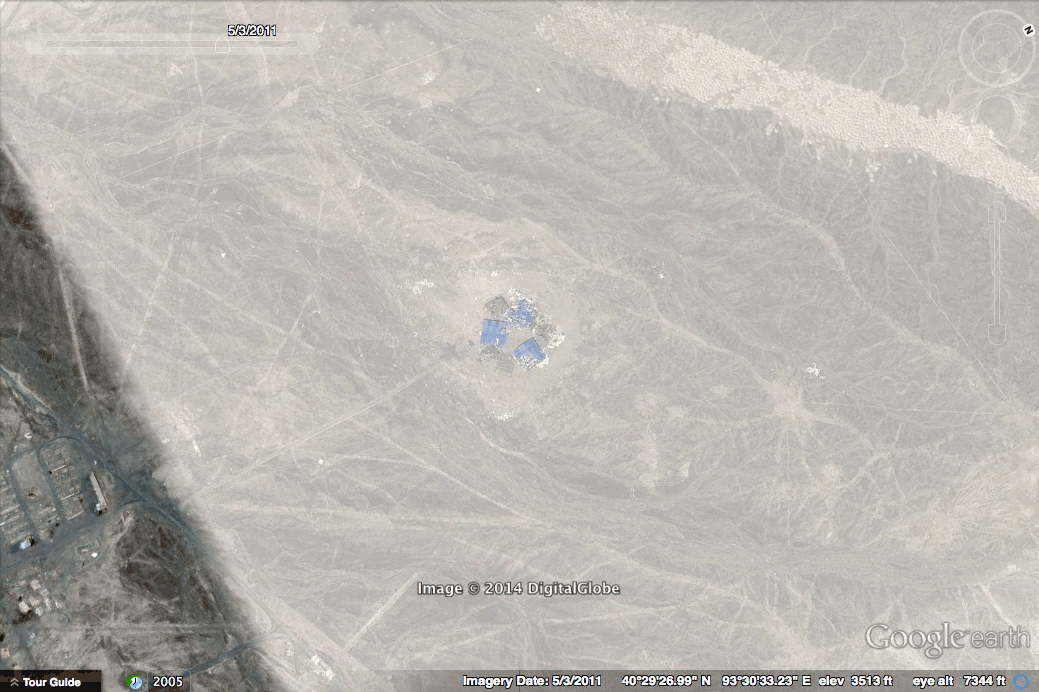 5/3/2011
N
Image © 2014 DigitalGlobe
Google earth
Tour Guide
2005
Imagery Date: 5/3/2011 40°29'26.99" N 93°30'33.23" E elev 3513 ft eye alt 7344 ft